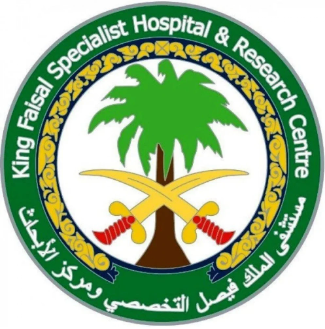 King Faisal Specialist Hospital & Research Centre
مستشفى الملك فيصل التخصصي ومركز الأبحاث